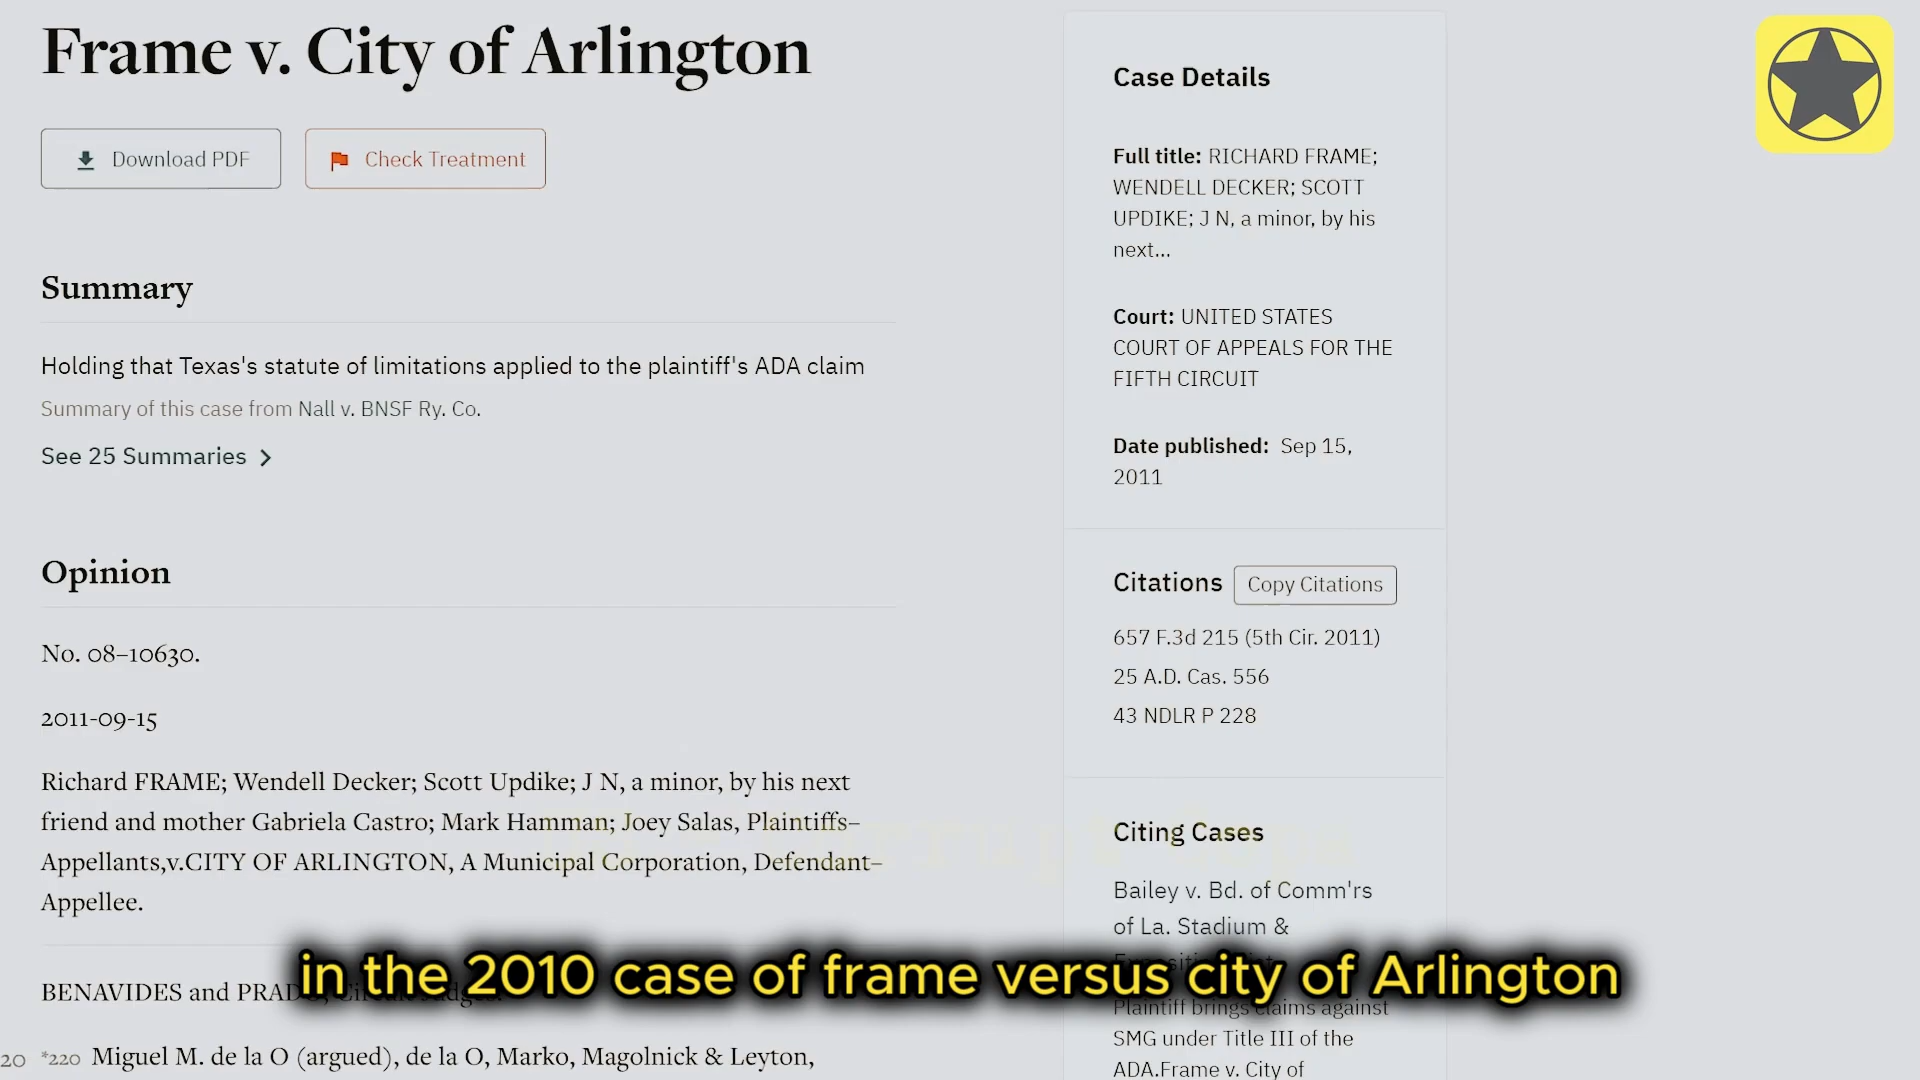 Frame v. City of Arlington
Download PDF
Check Treatment
Summary
Holding that Texas's statute of limitations applied to the plaintiff's ADA claim
Summary of this case from Nall v. BNSF Ry. Co.
See 25 Summaries
Opinion
No. 08–10630.
2011-09-15
Richard FRAME; Wendell Decker; Scott Updike; J N, a minor, by his next
friend and mother Gabriela Castro; Mark Hamman; Joey Salas, Plaintiffs–
Appellants,v.CITY OF ARLINGTON, A Municipal Corporation, Defendant–
Appellee.
BENAVIDES and
20 *220 Miguel M. de la O (argued), de la O, Marko, Magolnick & Leyton,
Case Details
Full title: RICHARD FRAME;
WENDELL DECKER; SCOTT
UPDIKE; J N, a minor, by his
next...
Court: UNITED STATES
COURT OF APPEALS FOR THE
FIFTH CIRCUIT
Date published: Sep 15,
2011
Citations
Copy Citations
657 F.3d 215 (5th Cir. 2011)
25 A.D. Cas. 556
43 NDLR P 228
Citing Cases
Bailey v. Bd. of Comm'rs
of La. Stadium &
Plaintiff brings claims against
SMG under Title III of the
ADA.Frame v. City of
in the 2010 case of frame versus city of Arlington